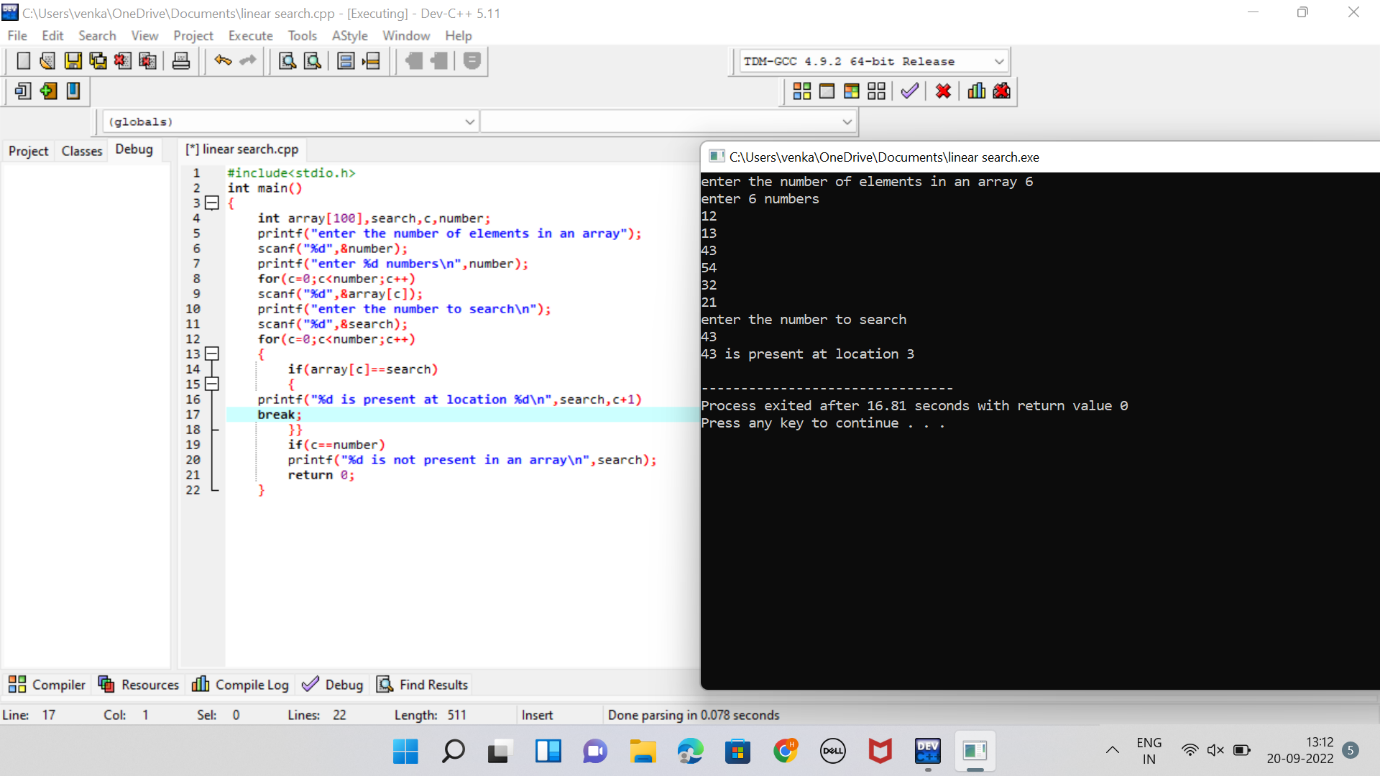 C:\Users\venka\OneDrive\Documents\linear search.cpp - [Executing] - Dev-C++ 5.11
File Edit Search View Project Execute Tools AStyle Window Help
TDM-GCC 4.9.2 64-bit Release
(globals)
Project Classes Debug
[*] linear search.cpp
1 #include<stdio.h>
2 int main()
3 {
4 int array[100],search,c,number;
5 printf("enter the number of elements in an array");
6 scanf("%d",&number);
7 printf("enter %d numbers\n",number);
8 for(c=0;c<number;c++)
9 scanf("%d",&array[c]);
10 printf("enter the number to search\n");
11 scanf("%d",&search);
12 for(c=0;c<number;c++)
13 {
14 if(array[c]==search)
15 {
16 printf("%d is present at location %d\n",search,c+1)
17 break;
18 }}
19 if(c==number)
20 printf("%d is not present in an array\n",search);
21 return 0;
22 }
C:\Users\venka\OneDrive\Documents\linear search.exe
enter the number of elements in an array 6
enter 6 numbers
12
13
43
54
32
21
enter the number to search
43
43 is present at location 3
--------------------------------
Process exited after 16.81 seconds with return value 0
Press any key to continue . . .
Compiler Resources Compile Log Debug Find Results
Line: 17 Col: 1 Sel: 0 Lines: 22 Length: 511 Insert Done parsing in 0.078 seconds
H
DELL
DEV
ENG
IN
13:12
20-09-2022
5